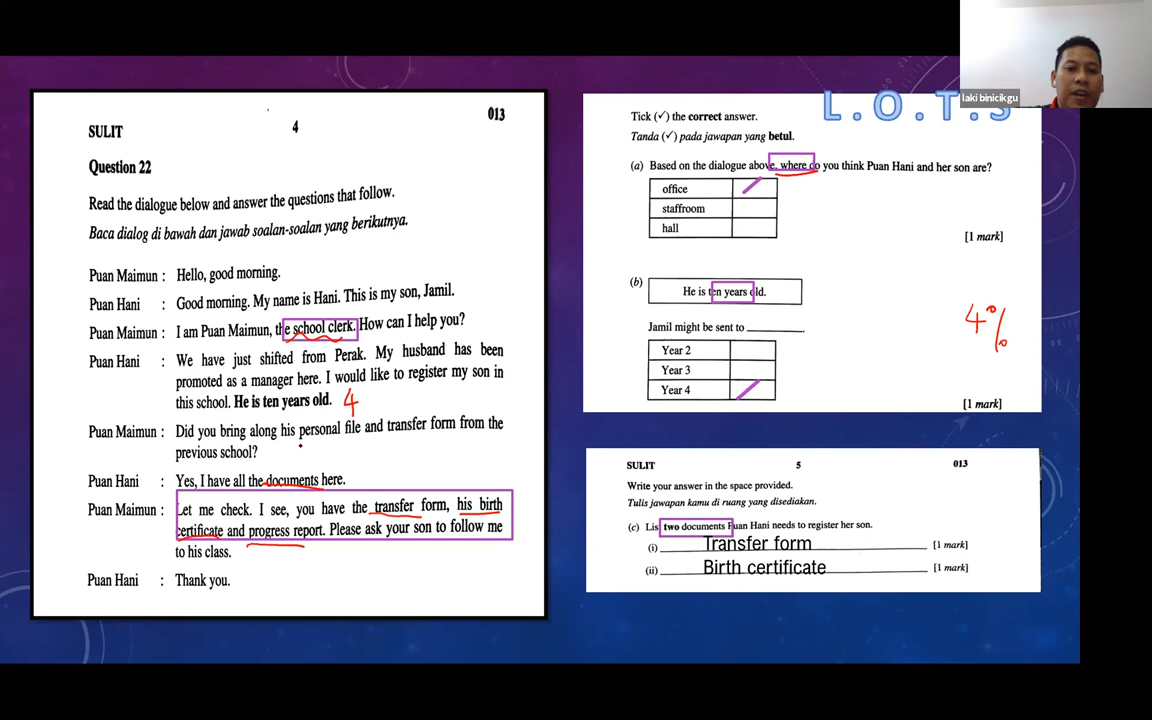 laki binicikgu
L.O.T.S
SULIT 4 013
Question 22
Read the dialogue below and answer the questions that follow.
Baca dialog di bawah dan jawab soalan-soalan yang berikutnya.
Puan Maimun : Hello, good morning.
Puan Hani : Good morning. My name is Hani. This is my son, Jamil.
Puan Maimun : I am Puan Maimun, the school clerk. How can I help you?
Puan Hani : We have just shifted from Perak. My husband has been
promoted as a manager here. I would like to register my son in
this school. He is ten years old. 4
Puan Maimun : Did you bring along his personal file and transfer form from the
previous school?
Puan Hani : Yes, I have all the documents here.
Puan Maimun : Let me check. I see, you have the transfer form, his birth
certificate and progress report. Please ask your son to follow me
to his class.
Puan Hani : Thank you.
Tick (✓) the correct answer.
Tanda (✓) pada jawapan yang betul.
(a) Based on the dialogue above, where do you think Puan Hani and her son are?
office
staffroom
hall
[1 mark]
(b) He is ten years old.
Jamil might be sent to __________.
Year 2
Year 3
Year 4
[1 mark]
4%
SULIT 5 013
Write your answer in the space provided.
Tulis jawapan kamu di ruang yang disediakan.
(c) Lis two documents Puan Hani needs to register her son.
(i) Transfer form [1 mark]
(ii) Birth certificate [1 mark]